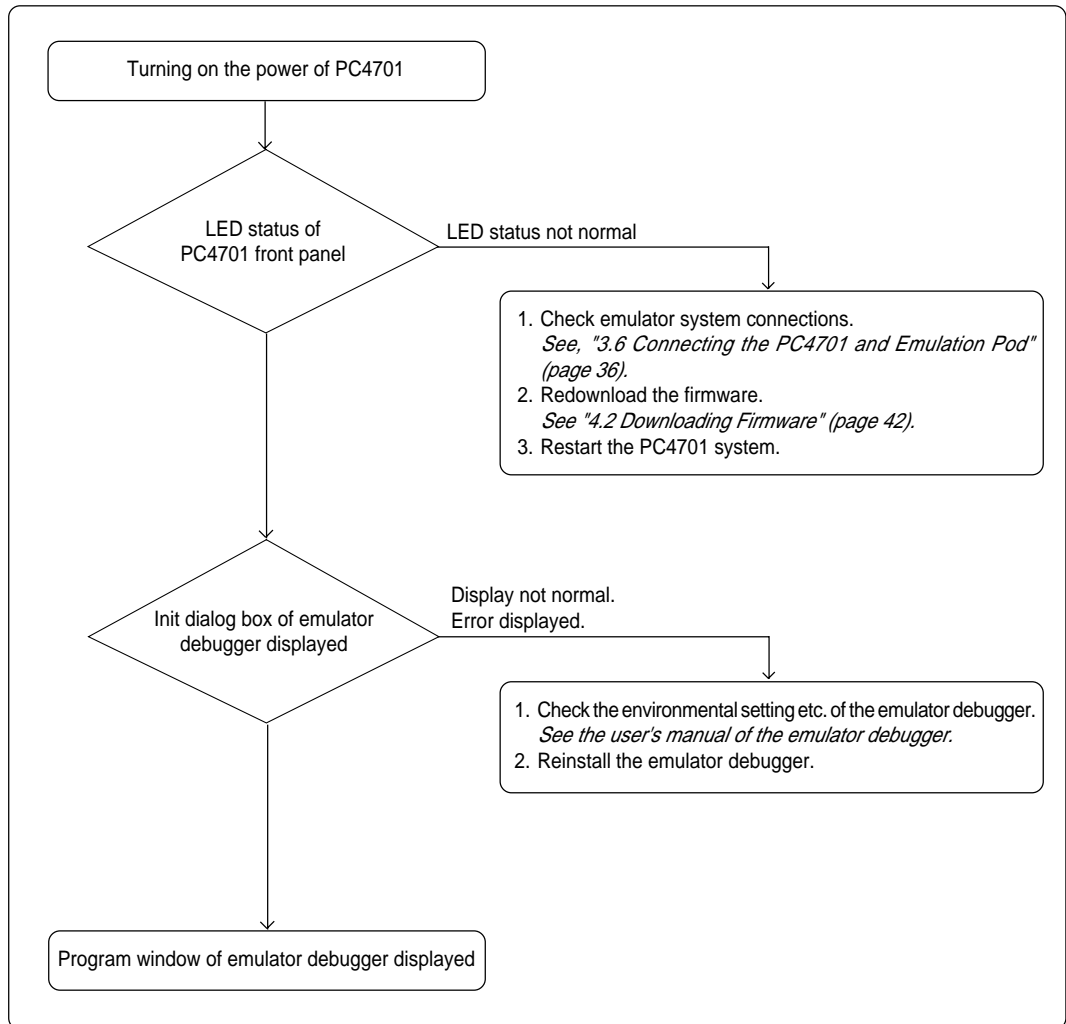 Turning on the power of PC4701
LED status of
PC4701 front panel
LED status not normal
1. Check emulator system connections.
See, "3.6 Connecting the PC4701 and Emulation Pod"
(page 36).
2. Redownload the firmware.
See "4.2 Downloading Firmware" (page 42).
3. Restart the PC4701 system.
Init dialog box of emulator
debugger displayed
Display not normal.
Error displayed.
1. Check the environmental setting etc. of the emulator debugger.
See the user's manual of the emulator debugger.
2. Reinstall the emulator debugger.
Program window of emulator debugger displayed